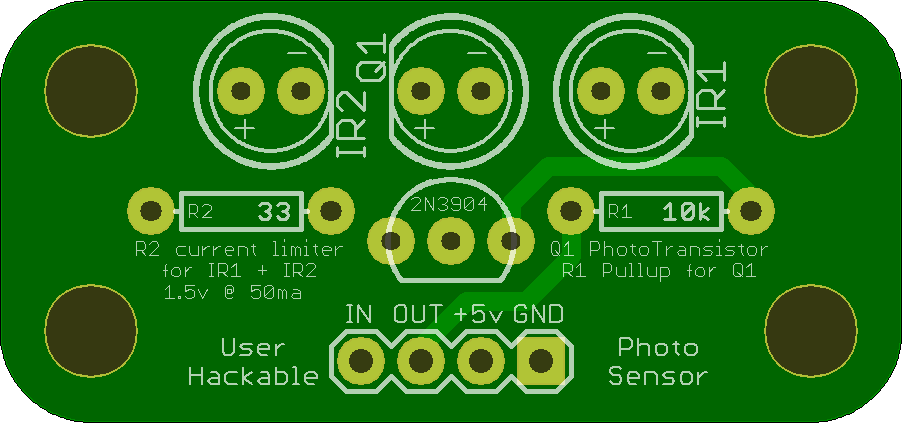 Q1
IR2
IR1
- - -
+ + +
2N3904
R2 33
R1 10k
R2 current limiter
for IR1 + IR2
1.5v @ 50ma
Q1 PhotoTransistor
R1 Pullup for Q1
IN OUT +5v GND
User
Hackable
Photo
Sensor